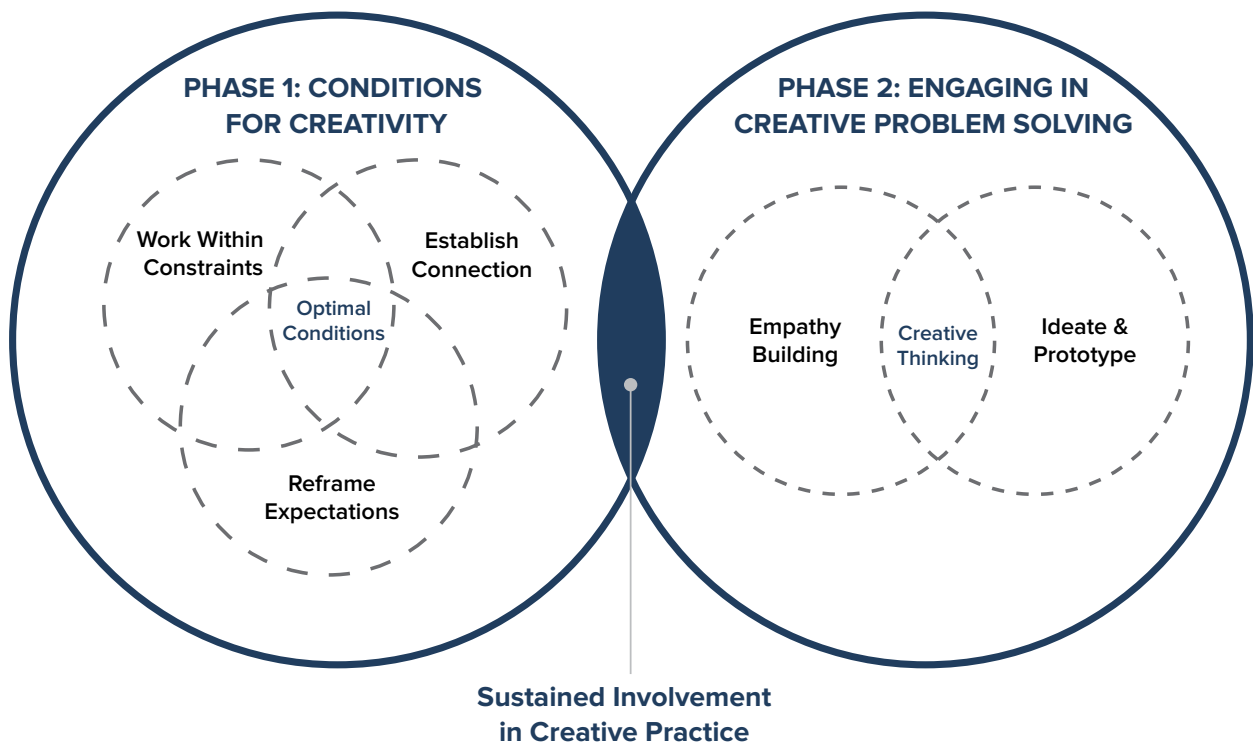 PHASE 1: CONDITIONS
FOR CREATIVITY
Work Within
Constraints
Establish
Connection
Optimal
Conditions
Reframe
Expectations
PHASE 2: ENGAGING IN
CREATIVE PROBLEM SOLVING
Empathy
Building
Creative
Thinking
Ideate &
Prototype
Sustained Involvement
in Creative Practice